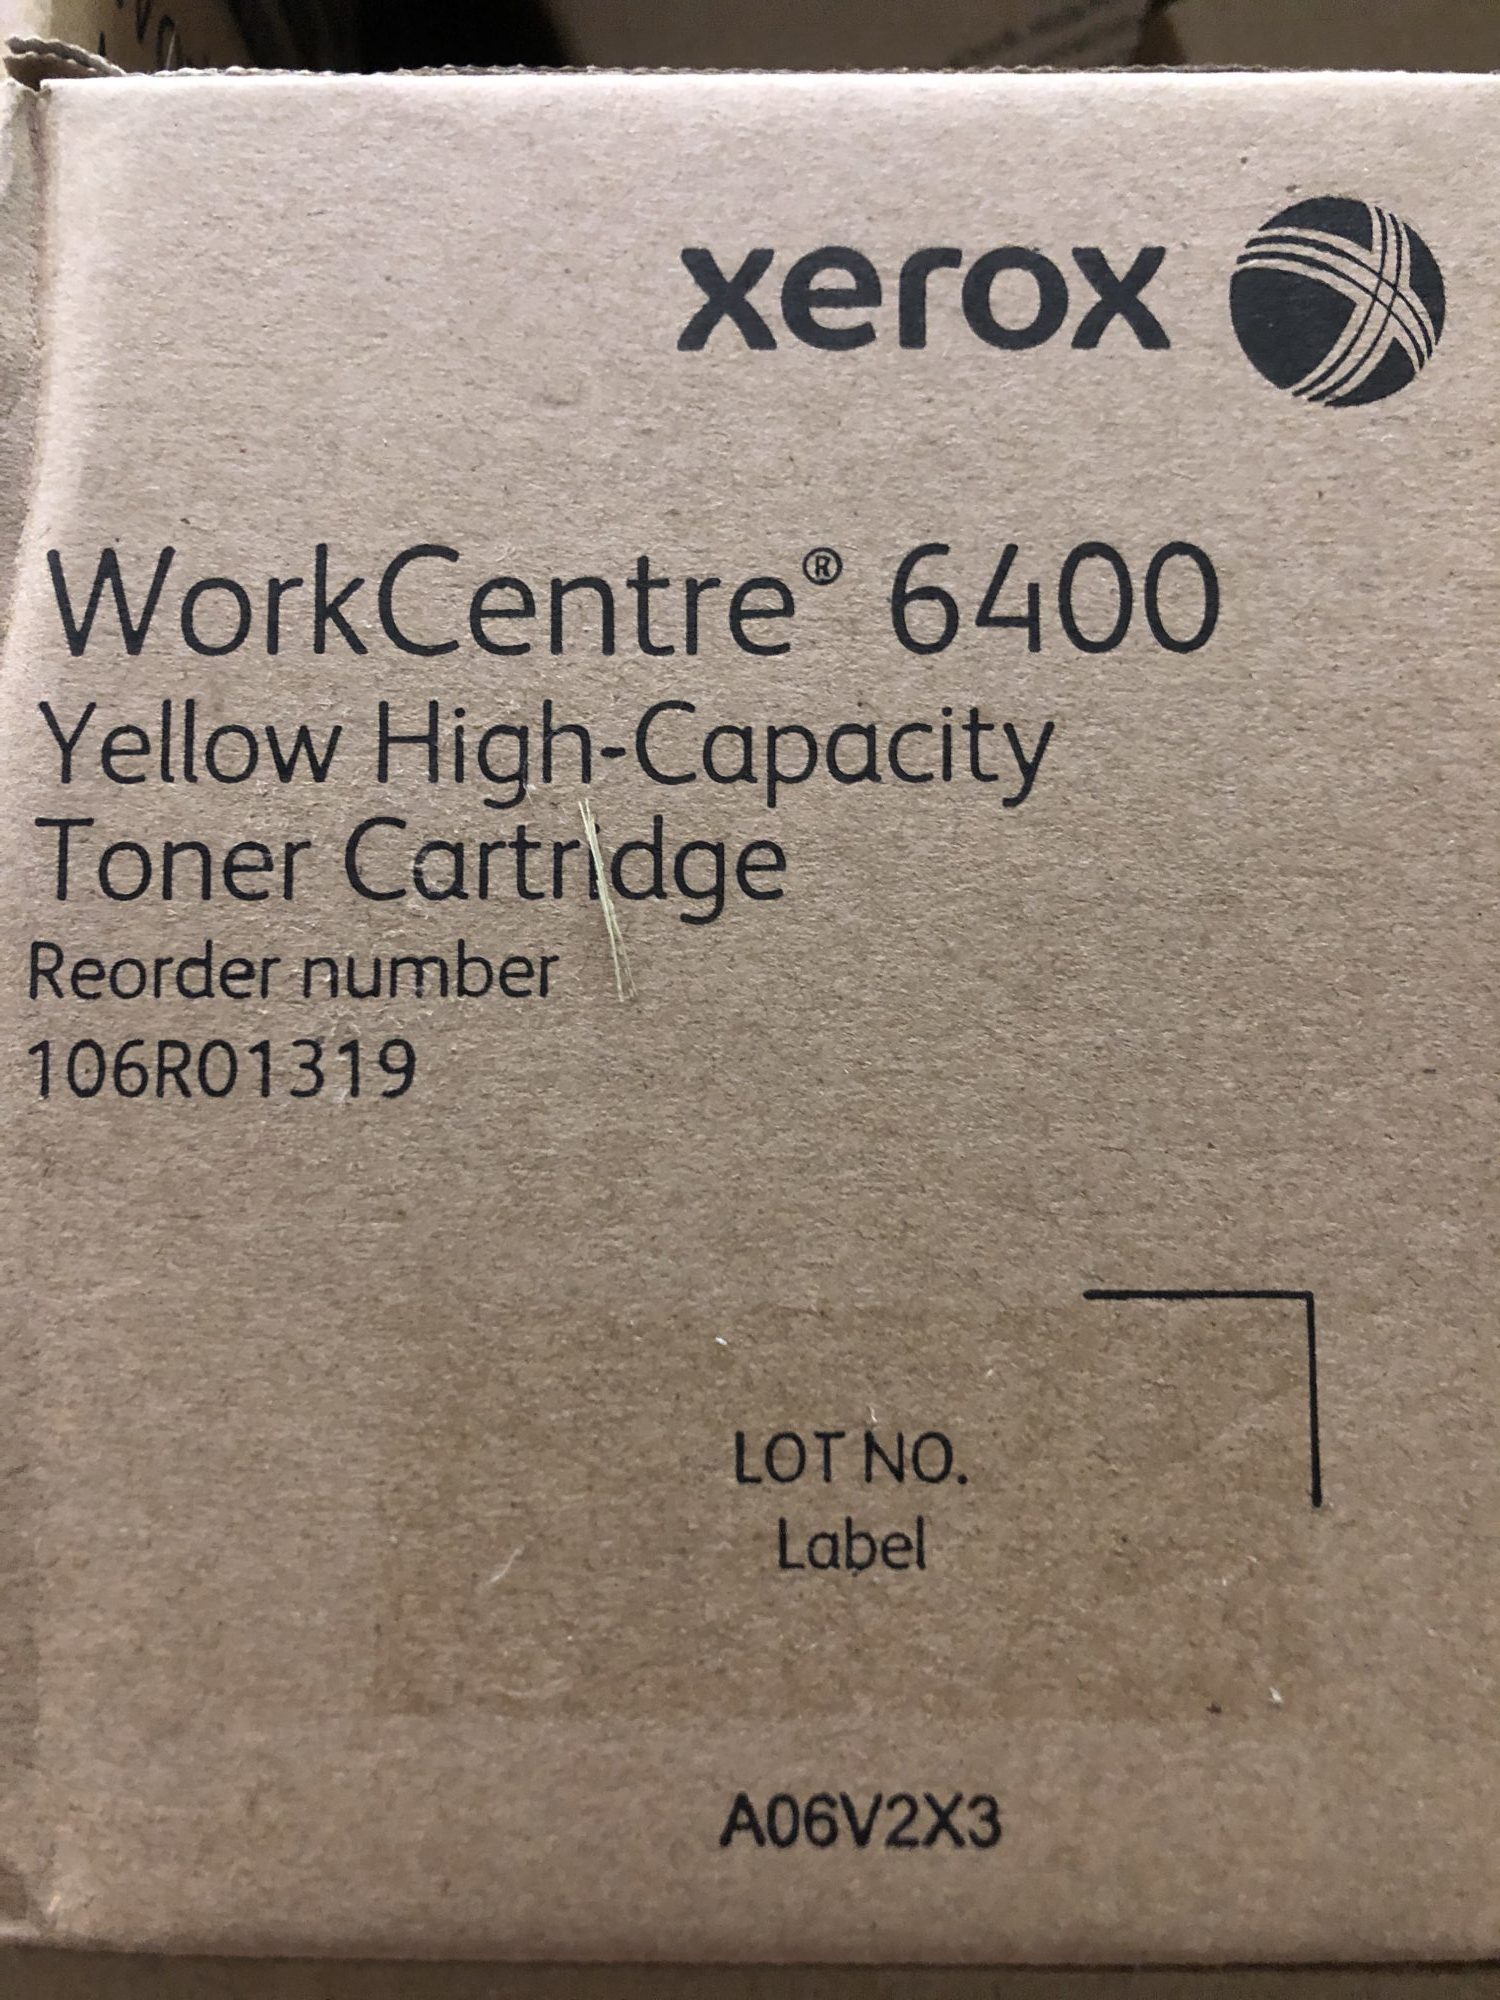 xerox
WorkCentre® 6400
Yellow High-Capacity
Toner Cartridge
Reorder number
106R01319
LOT NO.
Label
A06V2X3